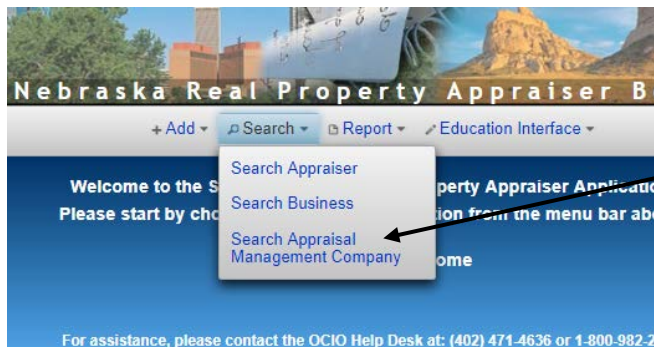 Nebraska Real Property Appraiser B
+ Add Search Report Education Interface
Search Appraiser
Search Business
Search Appraisal
Management Company
Welcome to the S perty Appraiser Applicatio
Please start by cho ion from the menu bar abo
ome
For assistance, please contact the OCIO Help Desk at: (402) 471-4636 or 1-800-982-2